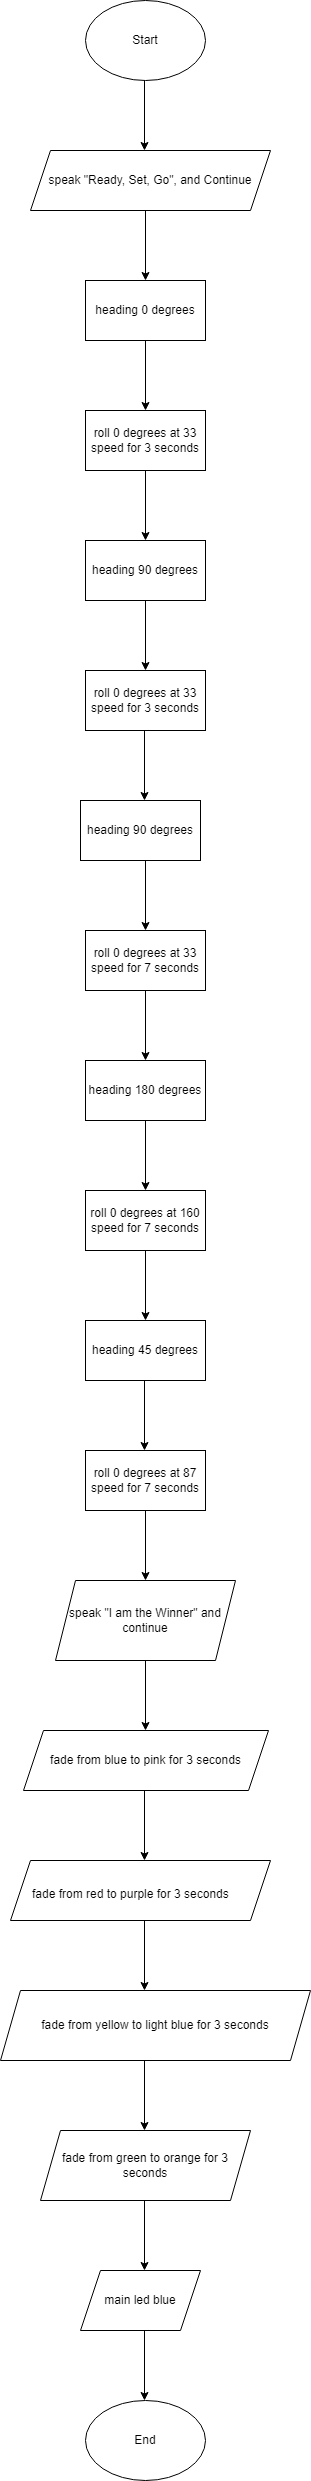 Start
speak "Ready, Set, Go", and Continue
heading 0 degrees
roll 0 degrees at 33
speed for 3 seconds
heading 90 degrees
roll 0 degrees at 33
speed for 3 seconds
heading 90 degrees
roll 0 degrees at 33
speed for 7 seconds
heading 180 degrees
roll 0 degrees at 160
speed for 7 seconds
heading 45 degrees
roll 0 degrees at 87
speed for 7 seconds
speak "I am the Winner" and
continue
fade from blue to pink for 3 seconds
fade from red to purple for 3 seconds
fade from yellow to light blue for 3 seconds
fade from green to orange for 3
seconds
main led blue
End